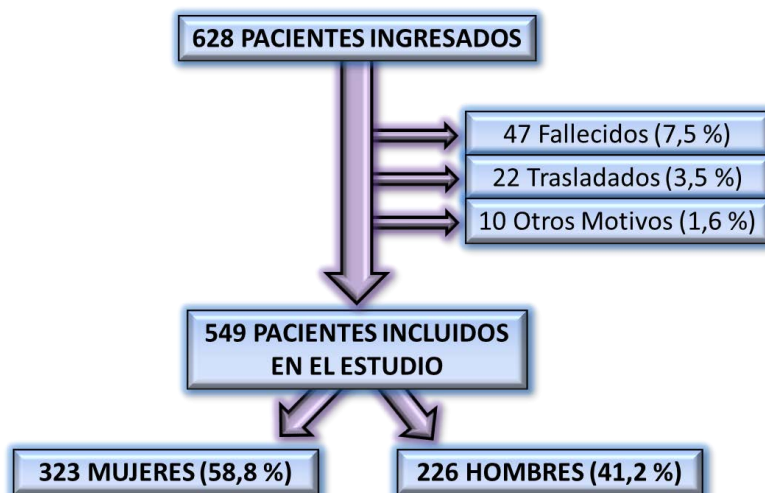 628 PACIENTES INGRESADOS
47 Fallecidos (7,5 %)
22 Trasladados (3,5 %)
10 Otros Motivos (1,6 %)
549 PACIENTES INCLUIDOS
EN EL ESTUDIO
323 MUJERES (58,8 %)
226 HOMBRES (41,2 %)